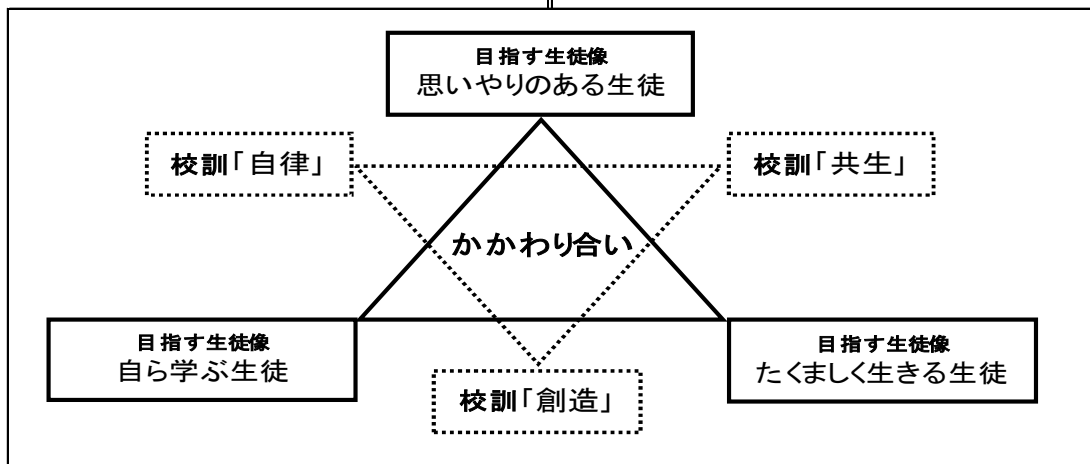 目指す生徒像
思いやりのある生徒
校訓「自律」
校訓「共生」
かかわり合い
目指す生徒像
自ら学ぶ生徒
目指す生徒像
たくましく生きる生徒
校訓「創造」